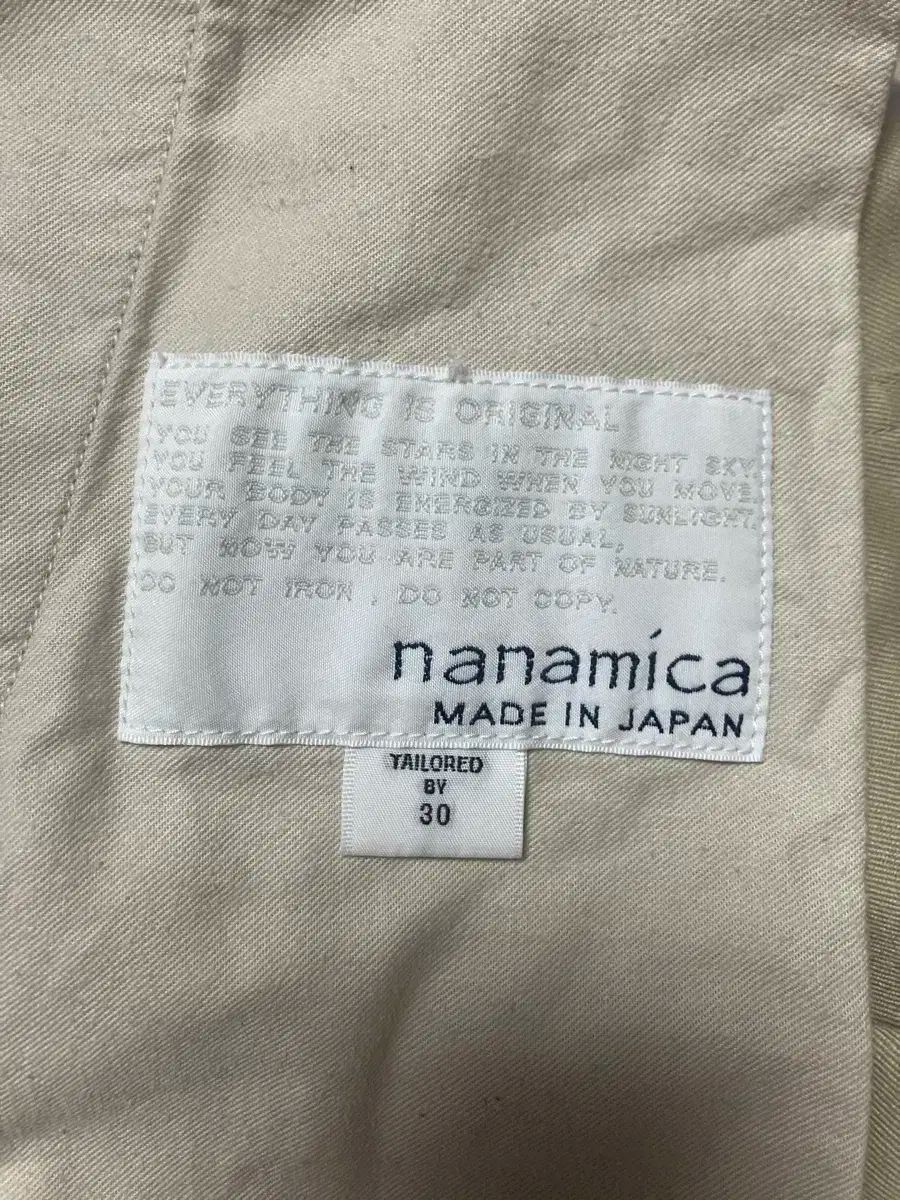 EVERYTHING IS ORIGINAL
YOU SEE THE STARS IN THE NIGHT SKY.
YOU FEEL THE WIND WHEN YOU MOVE.
YOUR BODY IS ENERGIZED BY SUNLIGHT.
EVERY DAY PASSES AS USUAL,
BUT NOW YOU ARE PART OF NATURE.
DO NOT IRON . DO NOT COPY.
nanamíca
MADE IN JAPAN
TAILORED
BY
30